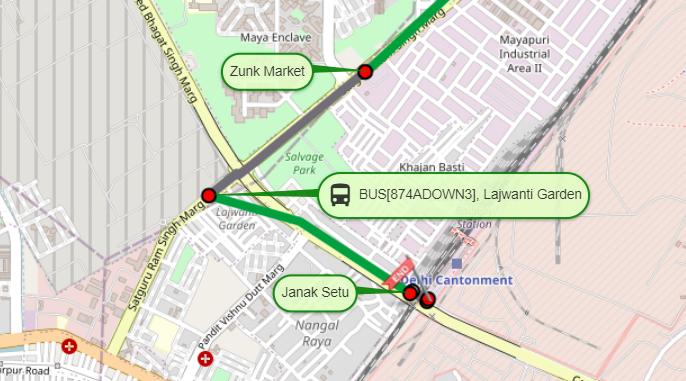 ed Bhagat Singh Marg
Maya Enclave
Singh Marg
Zunk Market
Mayapuri
Industrial
Area II
Salvage
Park
Khajan Basti
BUS[874ADOWN3], Lajwanti Garden
Lajwanti
Garden
Station
Satguru Ram Singh Marg
END
Delhi Cantonment
Janak Setu
Pandit Vishnu Dutt Marg
Nangal
Raya
rpur Road